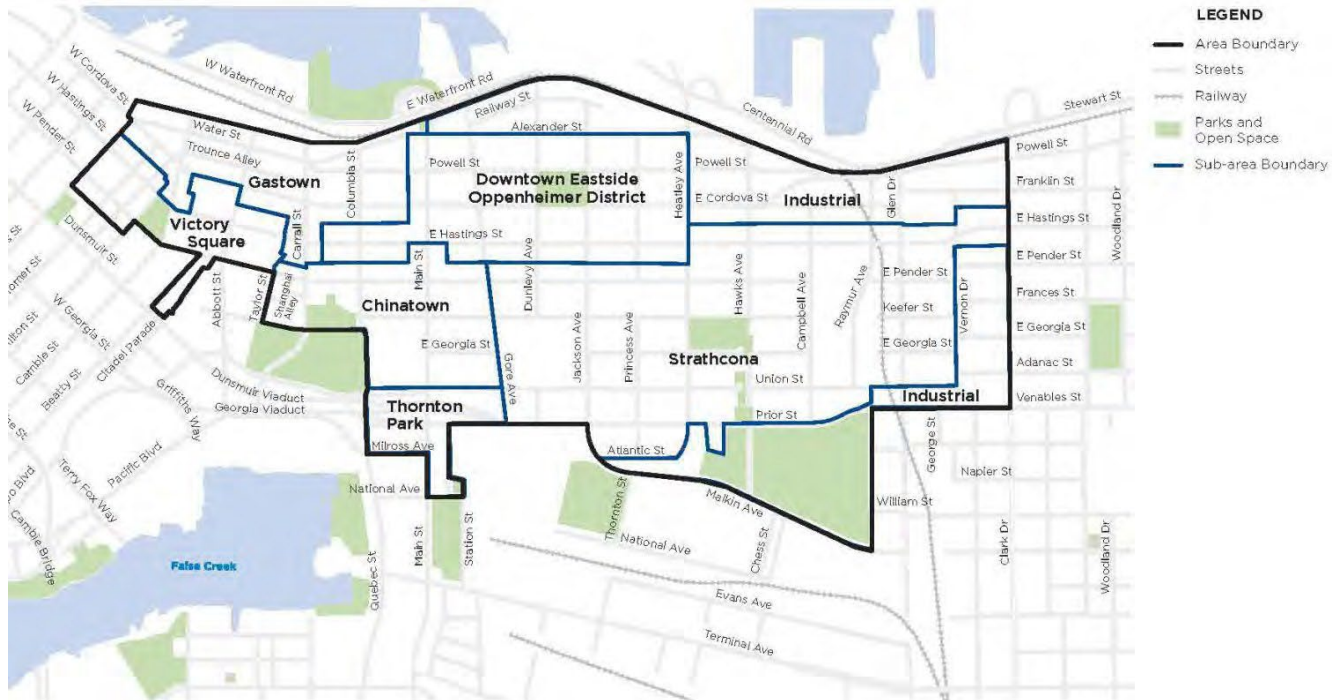 LEGEND
Area Boundary
Streets
Railway
Parks and
Open Space
Sub-area Boundary
W Cordova St
W Hastings St
W Pender St
W Waterfront Rd
E Waterfront Rd
Railway St
Alexander St
Centennial Rd
Stewart St
Water St
Trounce Alley
Gastown
Columbia St
Powell St
Downtown Eastside
Oppenheimer District
Heatley Ave
Powell St
E Cordova St
Industrial
Glen Dr
Powell St
Franklin St
E Hastings St
Woodland Dr
Victory
Square
Carrall St
E Hastings St
Main St
Dunlevy Ave
Dunsmuir St
Abbott St
Taylor St
Shanghai
Alley
Chinatown
Hawks Ave
Campbell Ave
Raymur Ave
E Pender St
Keefer St
E Georgia St
Vernon Dr
E Pender St
Frances St
E Georgia St
Adanac St
Venables St
W Georgia St
Citadel Parade
Beatty St
Camble St
E Georgia St
Gore Ave
Jackson Ave
Princess Ave
Strathcona
Union St
Prior St
Industrial
Dunsmuir Viaduct
Georgia Viaduct
Griffiths Way
Thornton
Park
Milross Ave
Atlantic St
George St
Napier St
William St
Pacific Blvd
Terry Fox Way
Cambie Bridge
National Ave
Malkin Ave
Thornton St
National Ave
Chess St
Main St
Station St
Quebec St
Clark Dr
Woodland Dr
False Creek
Evans Ave
Terminal Ave